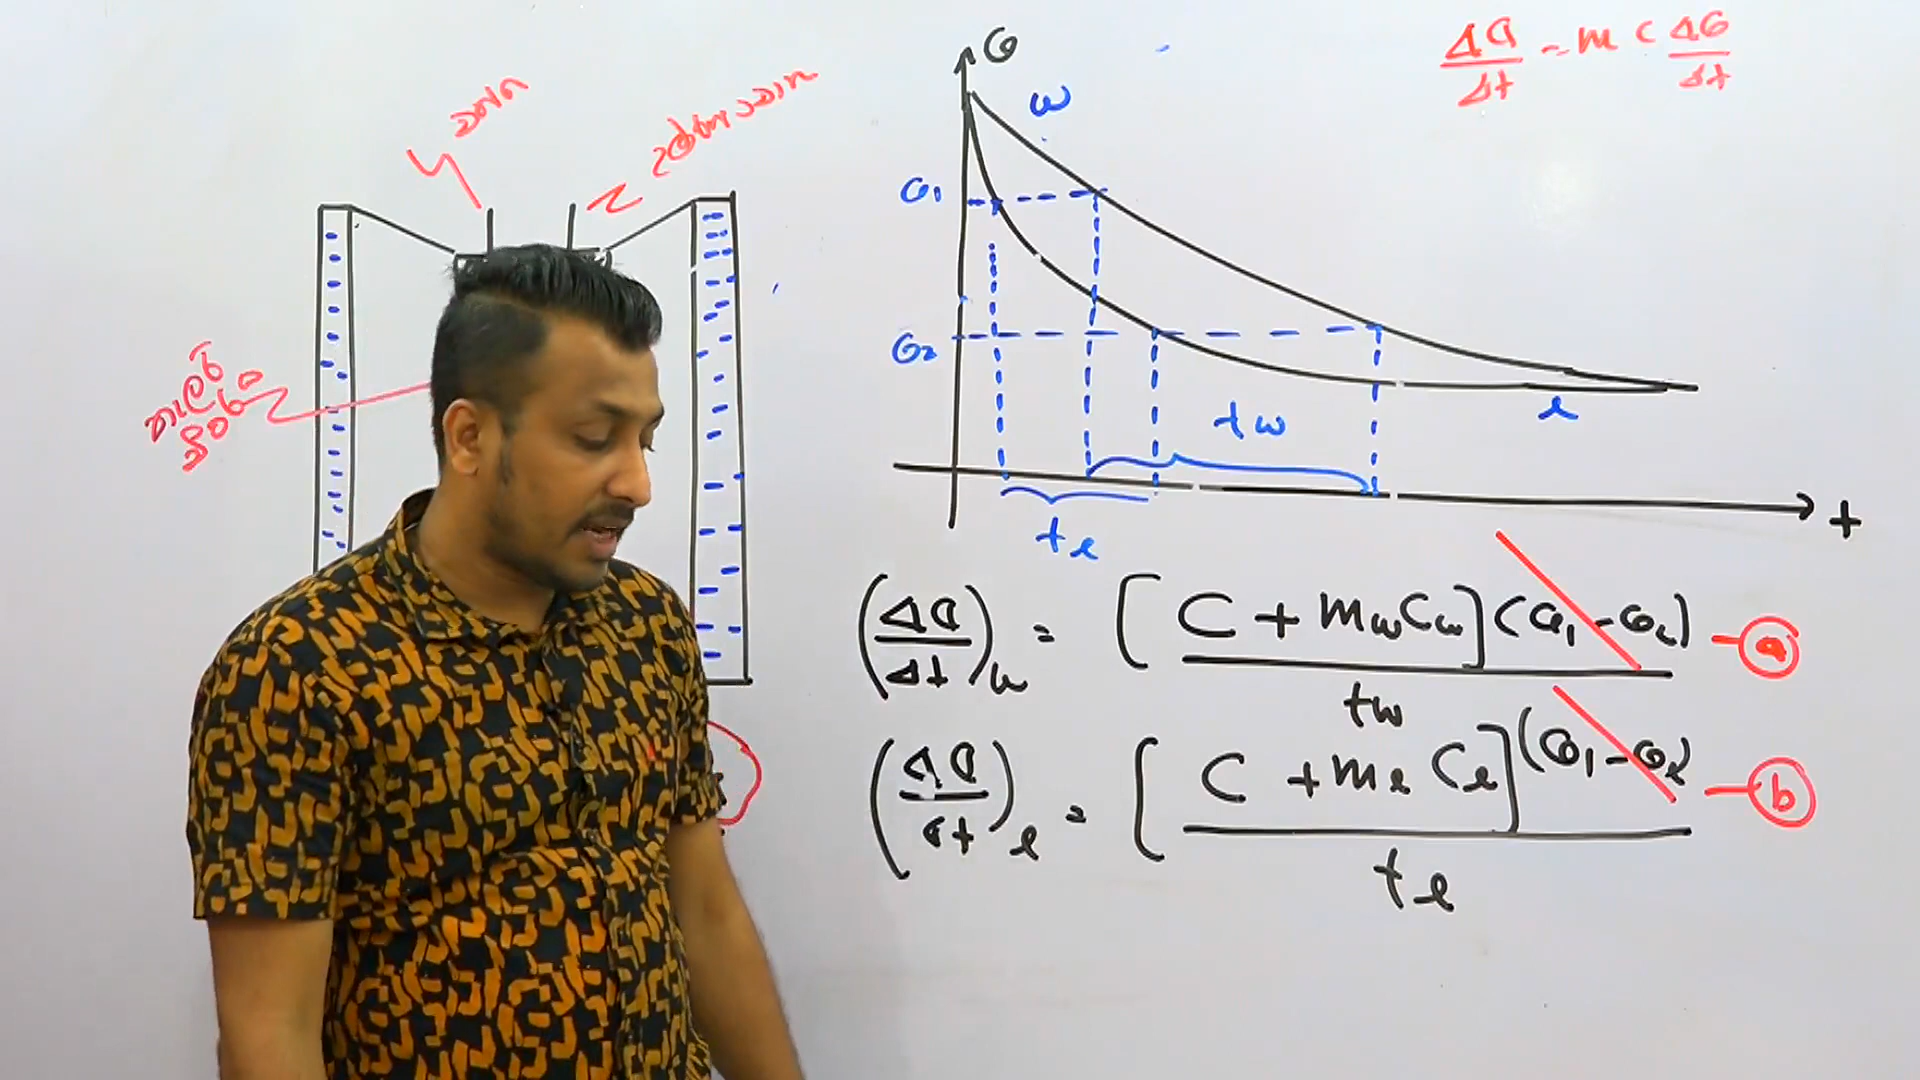 θ
w
θ₁
θ₂
tw
l
t
tl
ΔQ/Δt = mc Δθ/Δt
(ΔQ/Δt)w = [C + mwCw](θ₁ - θ₂)/tw - ⓐ
(ΔQ/Δt)l = [C + mlCl](θ₁ - θ₂)/tl - ⓑ